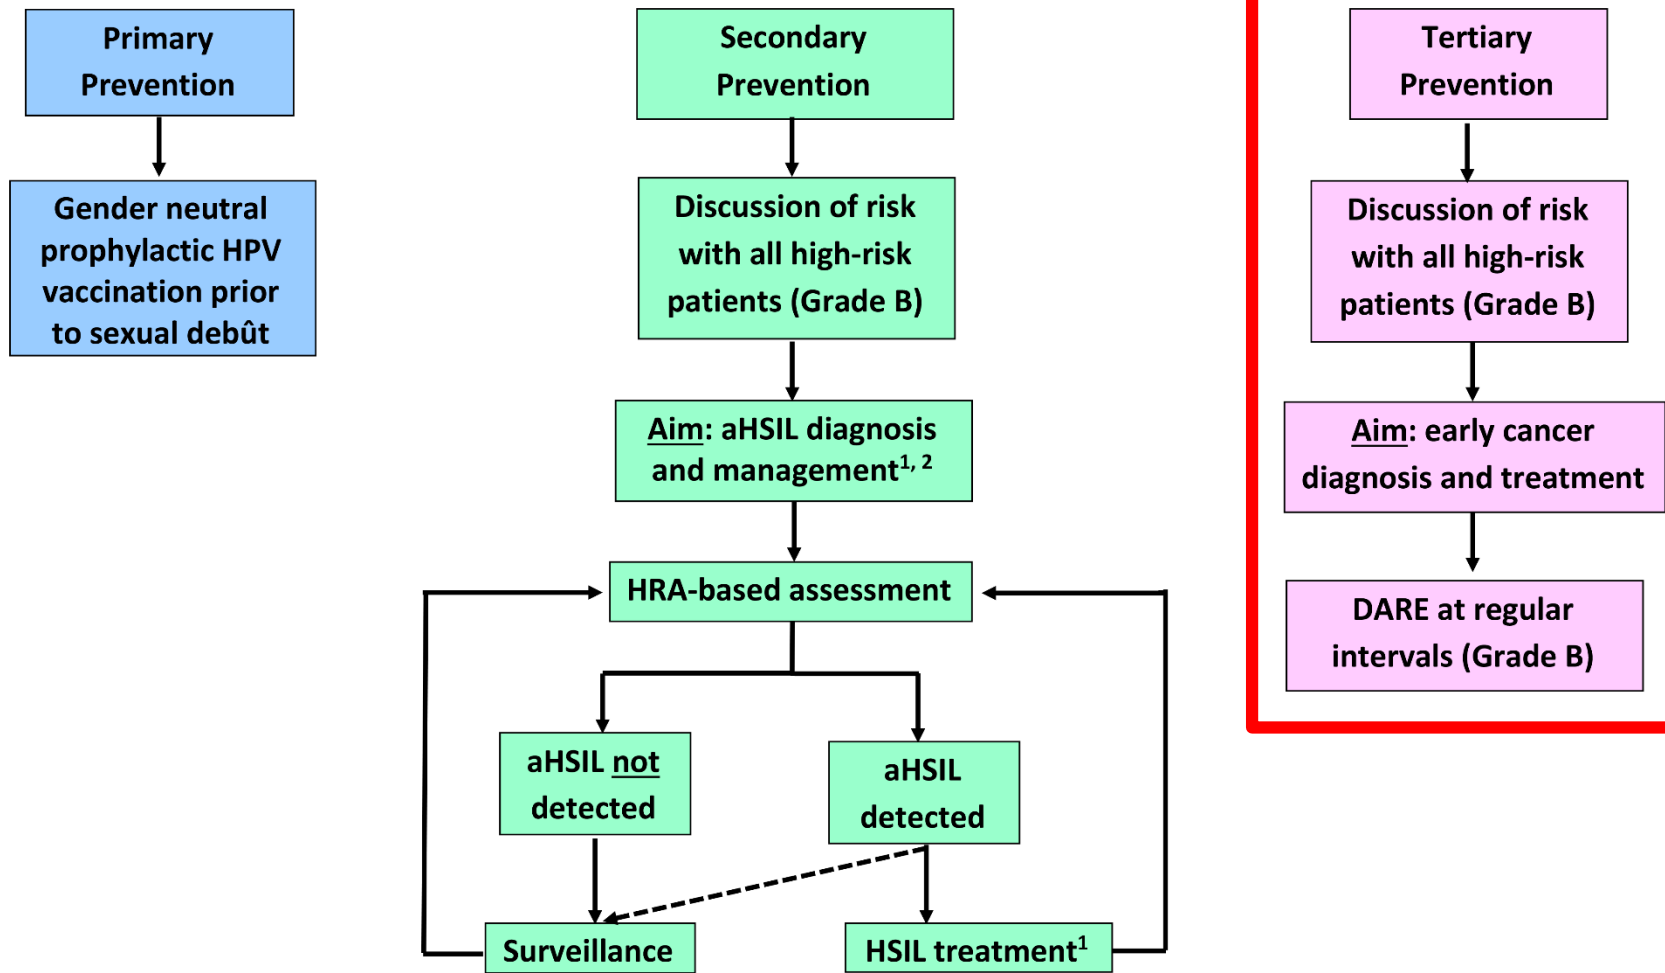 Primary
Prevention
Gender neutral
prophylactic HPV
vaccination prior
to sexual debût
Secondary
Prevention
Discussion of risk
with all high-risk
patients (Grade B)
Aim: aHSIL diagnosis
and management1, 2
HRA-based assessment
aHSIL not
detected
aHSIL
detected
Surveillance
HSIL treatment1
Tertiary
Prevention
Discussion of risk
with all high-risk
patients (Grade B)
Aim: early cancer
diagnosis and treatment
DARE at regular
intervals (Grade B)